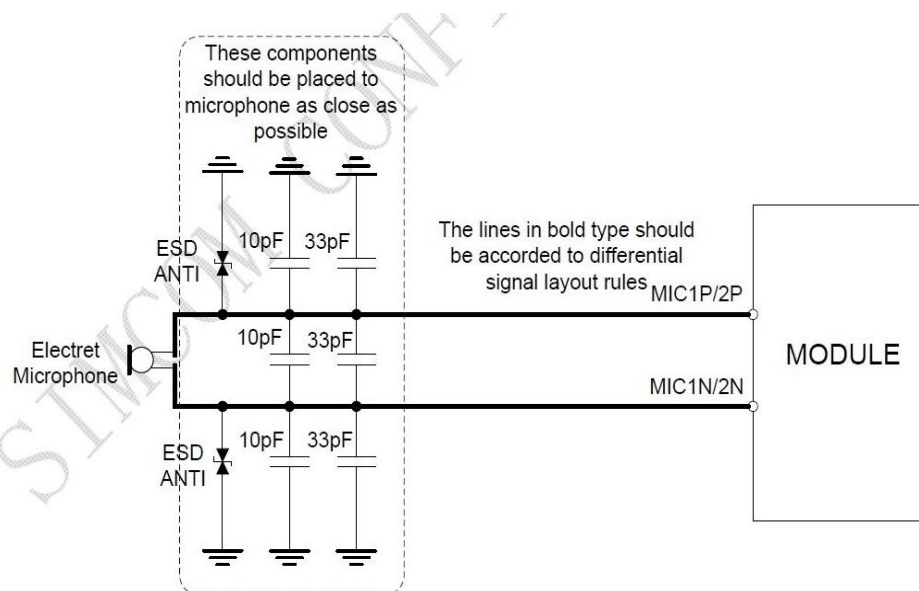 These components
should be placed to
microphone as close as
possible
10pF
33pF
ESD
ANTI
The lines in bold type should
be accorded to differential
signal layout rules
MIC1P/2P
10pF
33pF
Electret
Microphone
MODULE
MIC1N/2N
10pF
33pF
ESD
ANTI
SIMCOM